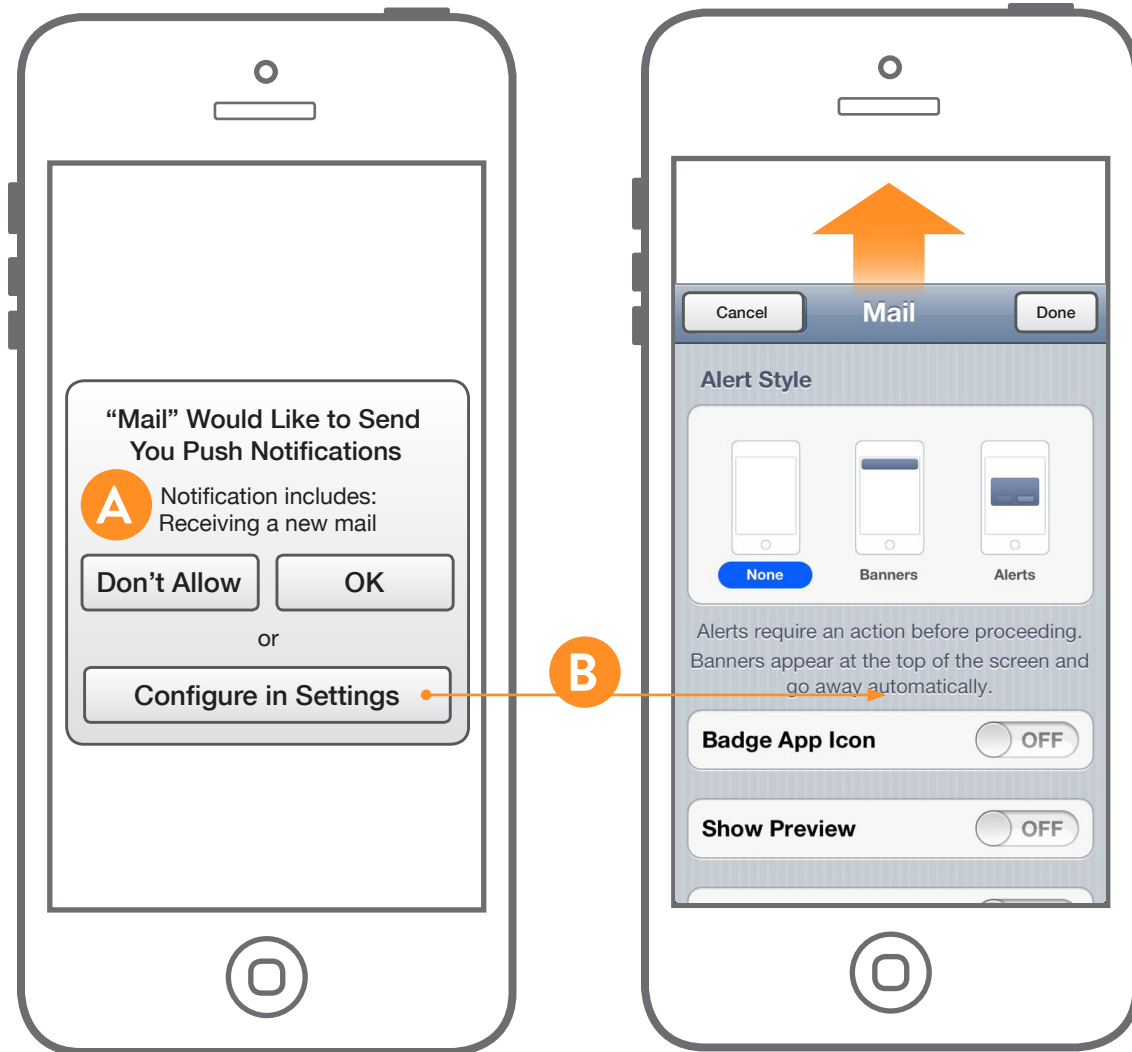 “Mail” Would Like to Send
You Push Notifications
A
Notification includes:
Receiving a new mail
Don’t Allow
OK
or
Configure in Settings
B
Cancel
Mail
Done
Alert Style
None
Banners
Alerts
Alerts require an action before proceeding.
Banners appear at the top of the screen and
go away automatically.
Badge App Icon
OFF
Show Preview
OFF